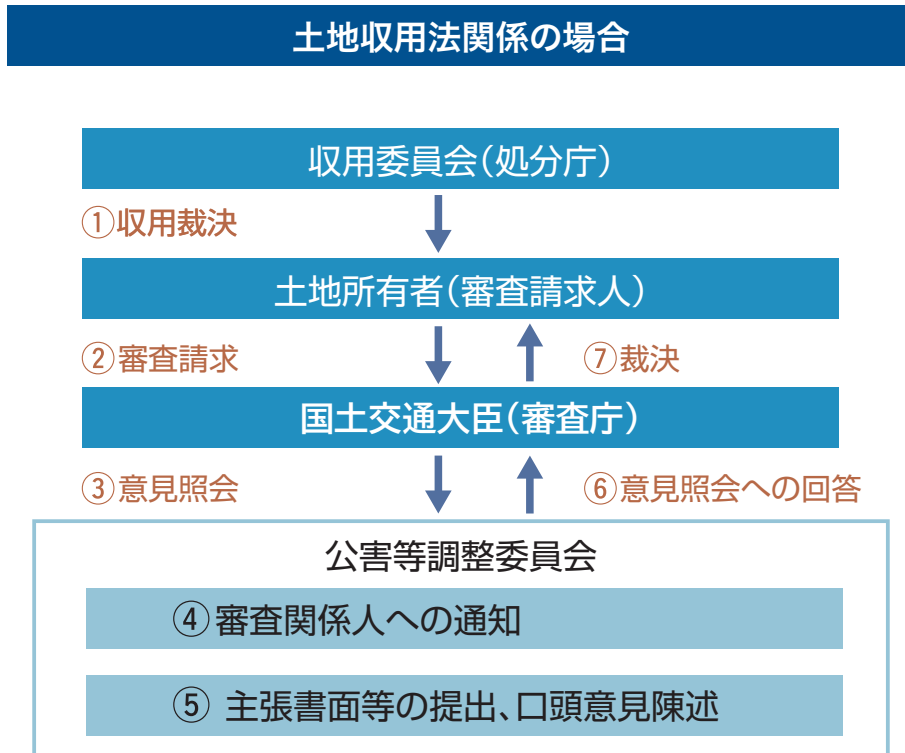 土地収用法関係の場合
収用委員会(処分庁)
①収用裁決
土地所有者(審査請求人)
②審査請求
⑦裁決
国土交通大臣(審査庁)
③意見照会
⑥意見照会への回答
公害等調整委員会
④審査関係人への通知
⑤ 主張書面等の提出、口頭意見陳述